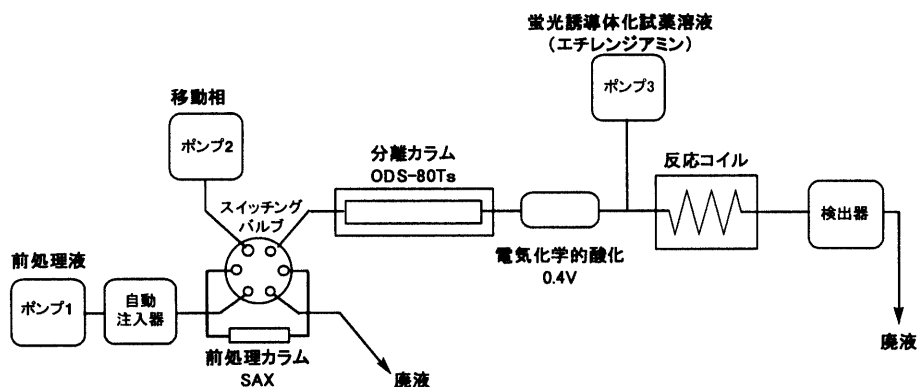 蛍光誘導体化試薬溶液
(エチレンジアミン)
ポンプ3
移動相
ポンプ2
分離カラム
ODS-80Ts
反応コイル
スイッチング
バルブ
検出器
電気化学的酸化
0.4V
前処理液
ポンプ1
自動
注入器
前処理カラム
SAX
廃液
廃液